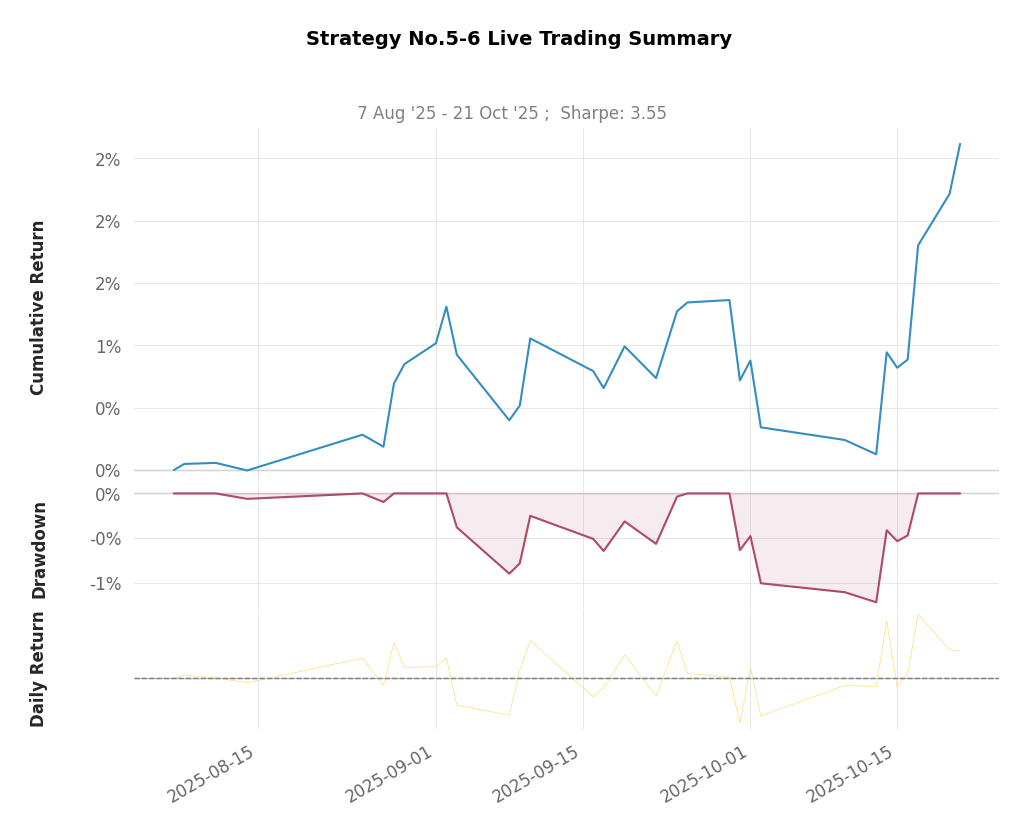 Strategy No.5-6 Live Trading Summary
7 Aug '25 - 21 Oct '25 ;  Sharpe: 3.55
Cumulative Return
2%
2%
2%
1%
0%
0%
Drawdown
0%
-0%
-1%
Daily Return
2025-08-15
2025-09-01
2025-09-15
2025-10-01
2025-10-15